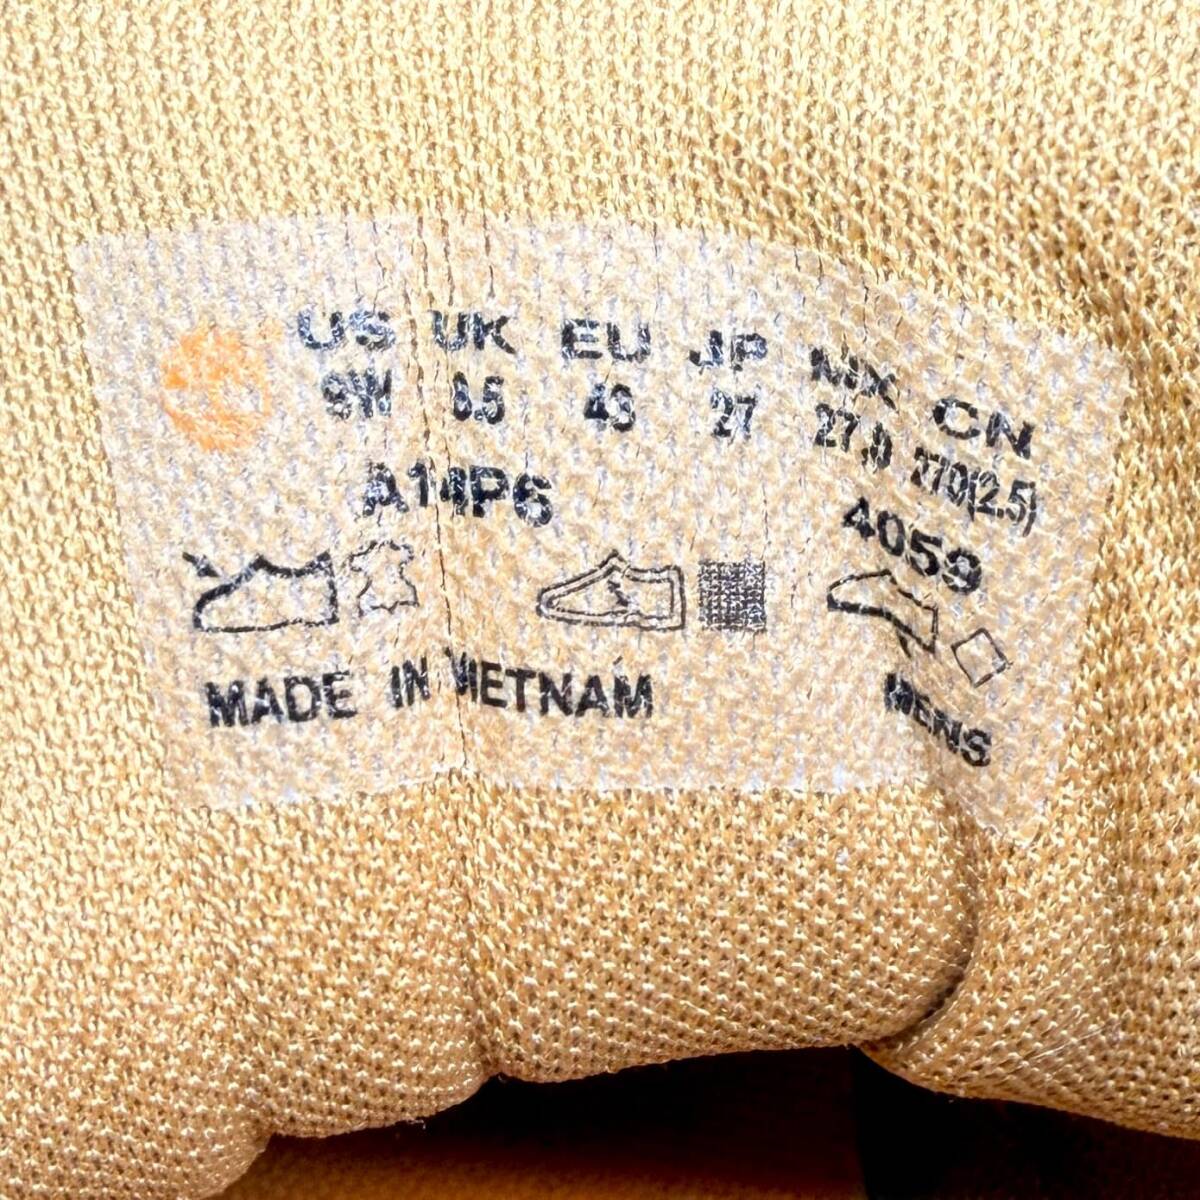 US UK EU JP MX CN
9W 8.5 43 27 27.0 270(2.5)
A14P6 4059
MADE IN VIETNAM MENS